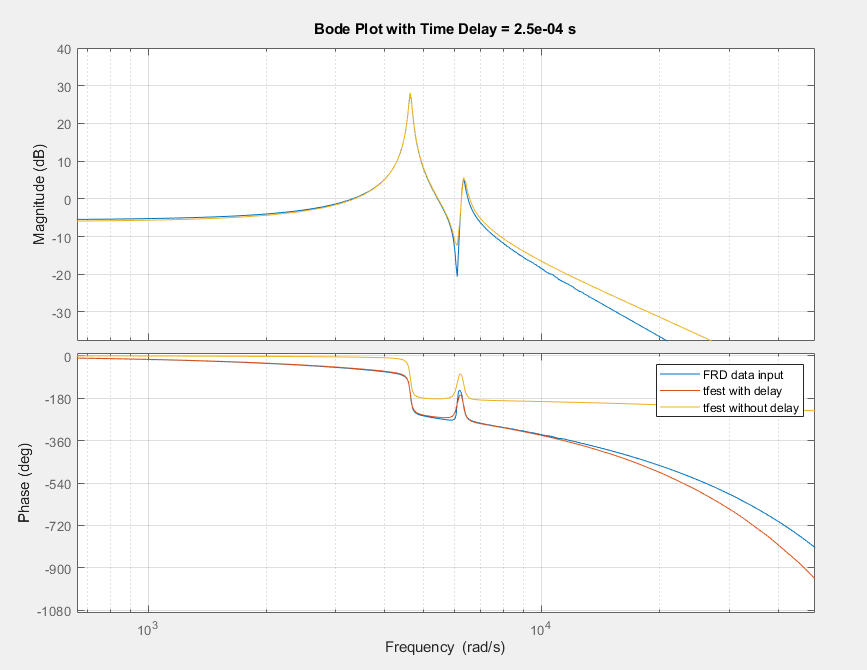 Bode Plot with Time Delay = 2.5e-04 s
Magnitude (dB)
40
30
20
10
0
-10
-20
-30
Phase (deg)
0
-180
-360
-540
-720
-900
-1080
FRD data input
tfest with delay
tfest without delay
10^3
10^4
Frequency (rad/s)